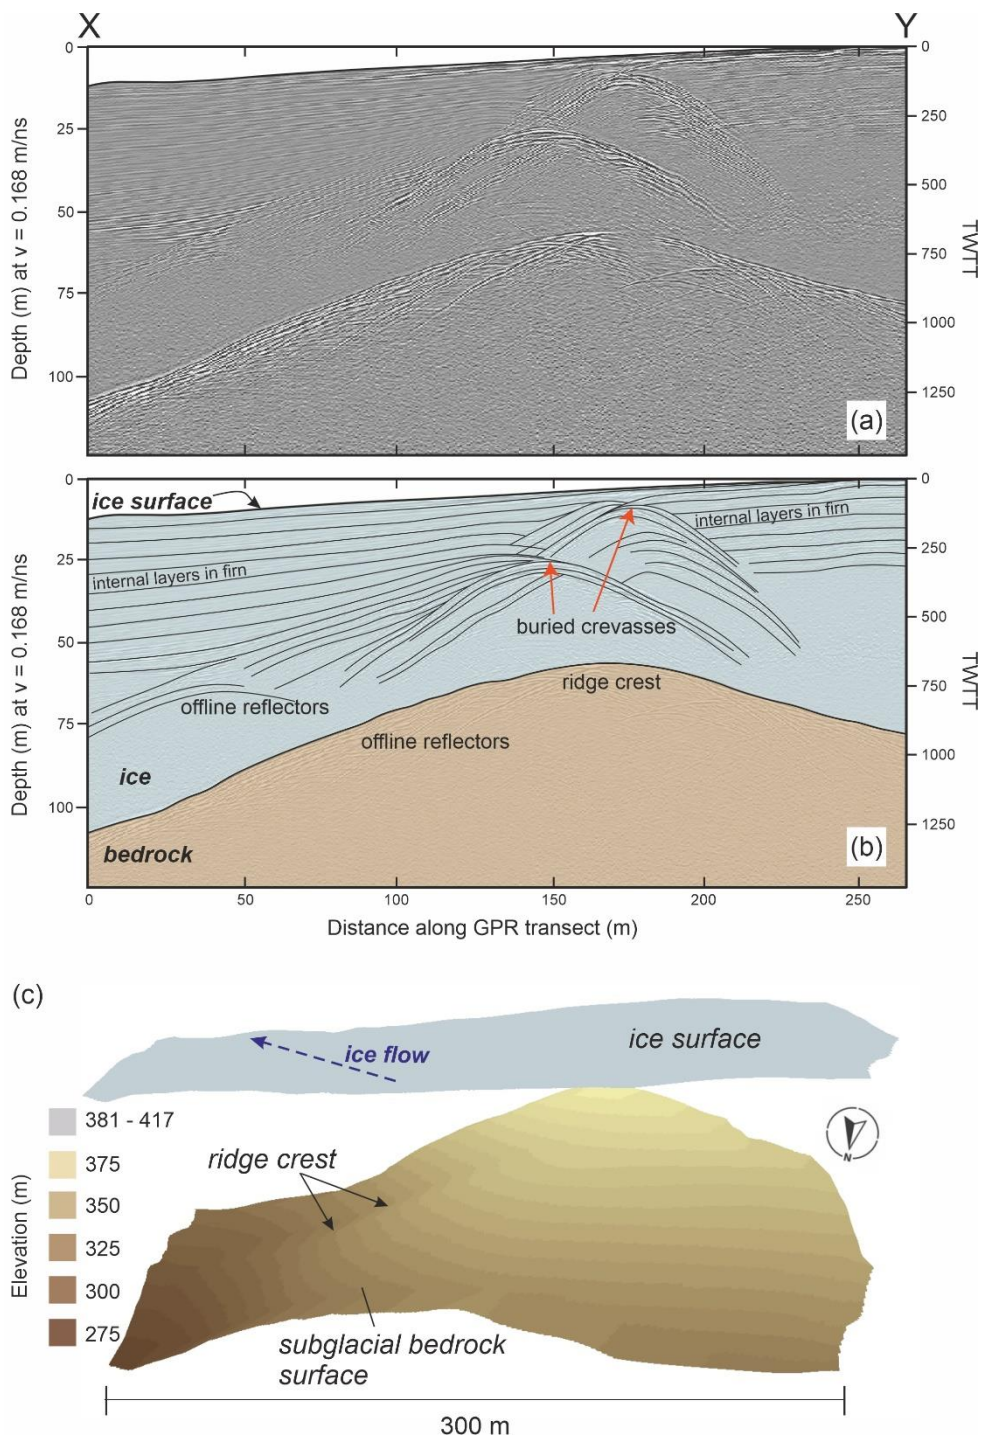 X
Y
0
25
50
75
100
Depth (m) at v = 0.168 m/ns
0
250
500
750
1000
1250
TWTT
(a)
0
25
50
75
100
Depth (m) at v = 0.168 m/ns
ice surface
internal layers in firn
internal layers in firn
buried crevasses
ridge crest
offline reflectors
offline reflectors
ice
bedrock
0
250
500
750
1000
1250
TWTT
(b)
0
50
100
150
200
250
Distance along GPR transect (m)
(c)
ice flow
ice surface
Elevation (m)
381 - 417
375
350
325
300
275
ridge crest
N
subglacial bedrock
surface
300 m